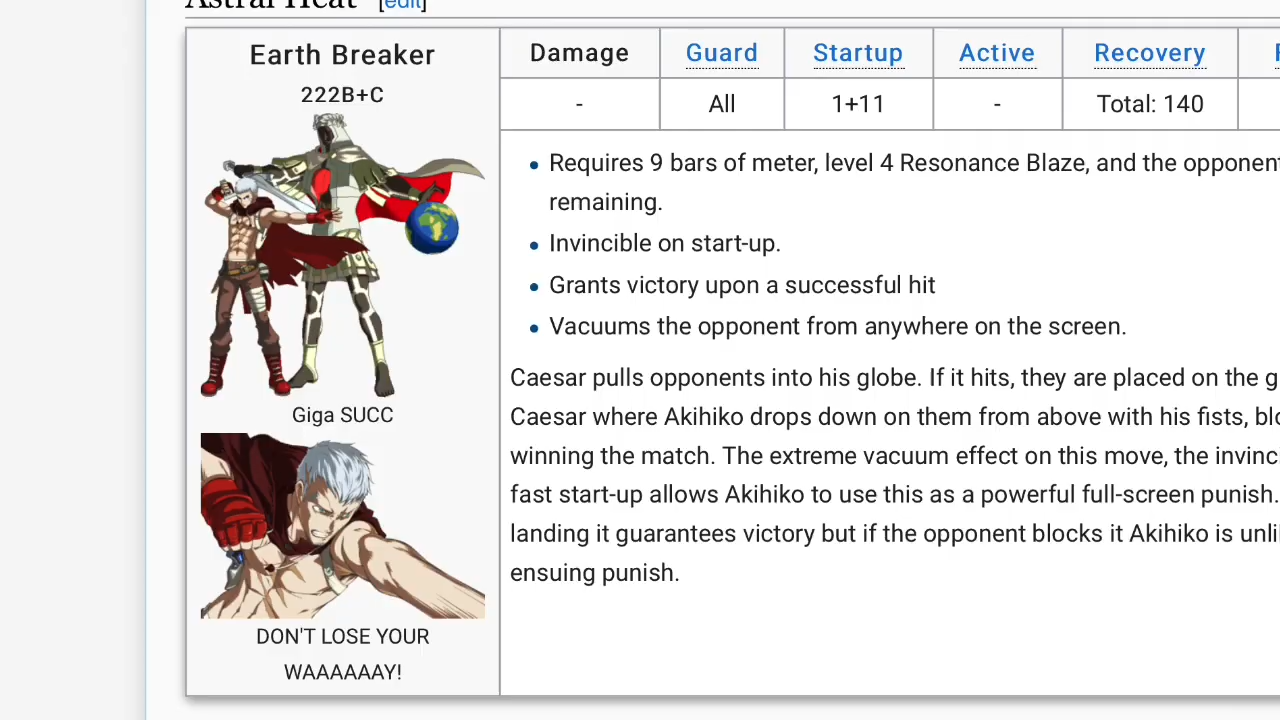 Astral Heat [edit]
Earth Breaker
222B+C
Giga SUCC
DON'T LOSE YOUR
WAAAAAAY!
Damage Guard Startup Active Recovery
- All 1+11 - Total: 140
• Requires 9 bars of meter, level 4 Resonance Blaze, and the opponent
remaining.
• Invincible on start-up.
• Grants victory upon a successful hit
• Vacuums the opponent from anywhere on the screen.
Caesar pulls opponents into his globe. If it hits, they are placed on the g
Caesar where Akihiko drops down on them from above with his fists, blo
winning the match. The extreme vacuum effect on this move, the invinc
fast start-up allows Akihiko to use this as a powerful full-screen punish.
landing it guarantees victory but if the opponent blocks it Akihiko is unli
ensuing punish.